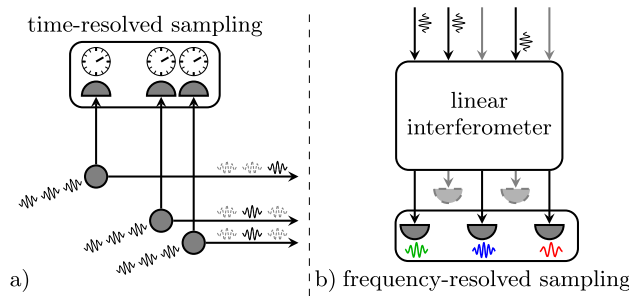 time-resolved sampling
a)
linear
interferometer
b) frequency-resolved sampling